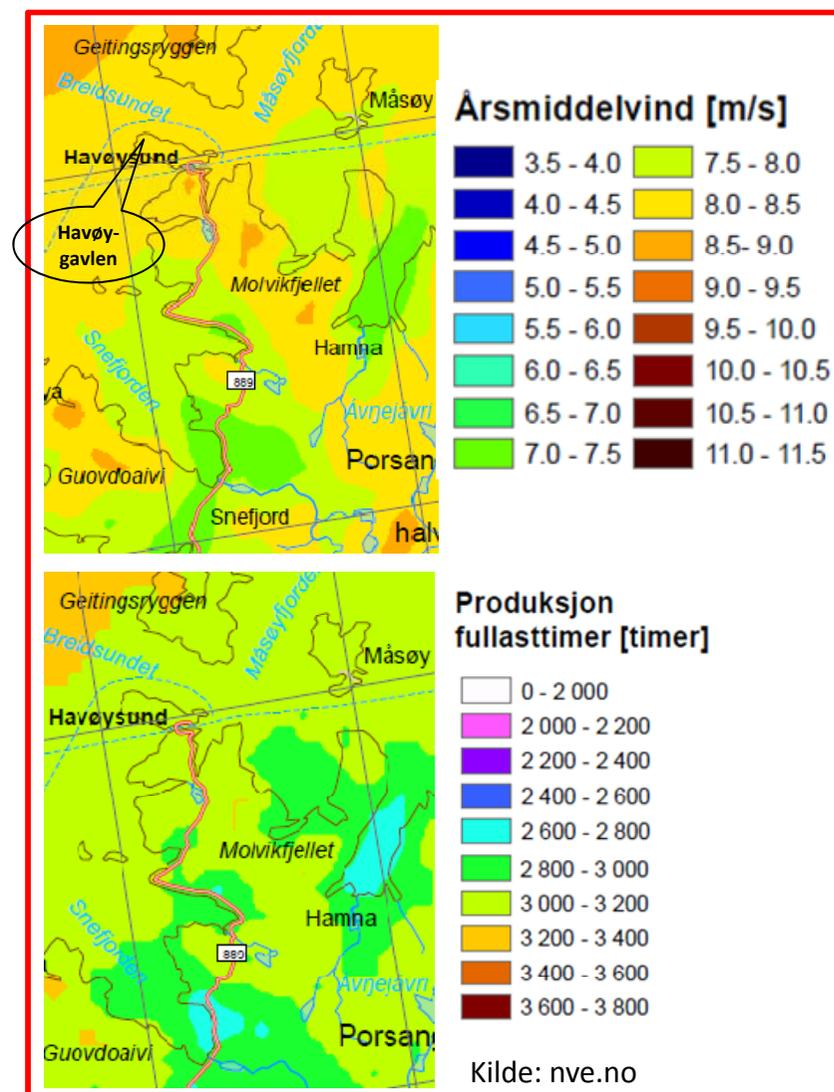 Geitingsryggen
Breidsundet
Måsøyfjorden
Måsøy
Havøysund
Havøy-
gavlen
Molvikfjellet
Hamna
Snefjorden
889
Ávņejávri
Guovdoaivi
Porsan
Snefjord
halv
Årsmiddelvind [m/s]
3.5 - 4.0 7.5 - 8.0
4.0 - 4.5 8.0 - 8.5
4.5 - 5.0 8.5- 9.0
5.0 - 5.5 9.0 - 9.5
5.5 - 6.0 9.5 - 10.0
6.0 - 6.5 10.0 - 10.5
6.5 - 7.0 10.5 - 11.0
7.0 - 7.5 11.0 - 11.5
Geitingsryggen
Breidsundet
Måsøyfjorden
Måsøy
Havøysund
Molvikfjellet
Hamna
Snefjorden
Ávņejávri
Guovdoaivi
Porsang
Produksjon
fullasttimer [timer]
0 - 2 000
2 000 - 2 200
2 200 - 2 400
2 400 - 2 600
2 600 - 2 800
2 800 - 3 000
3 000 - 3 200
3 200 - 3 400
3 400 - 3 600
3 600 - 3 800
Kilde: nve.no